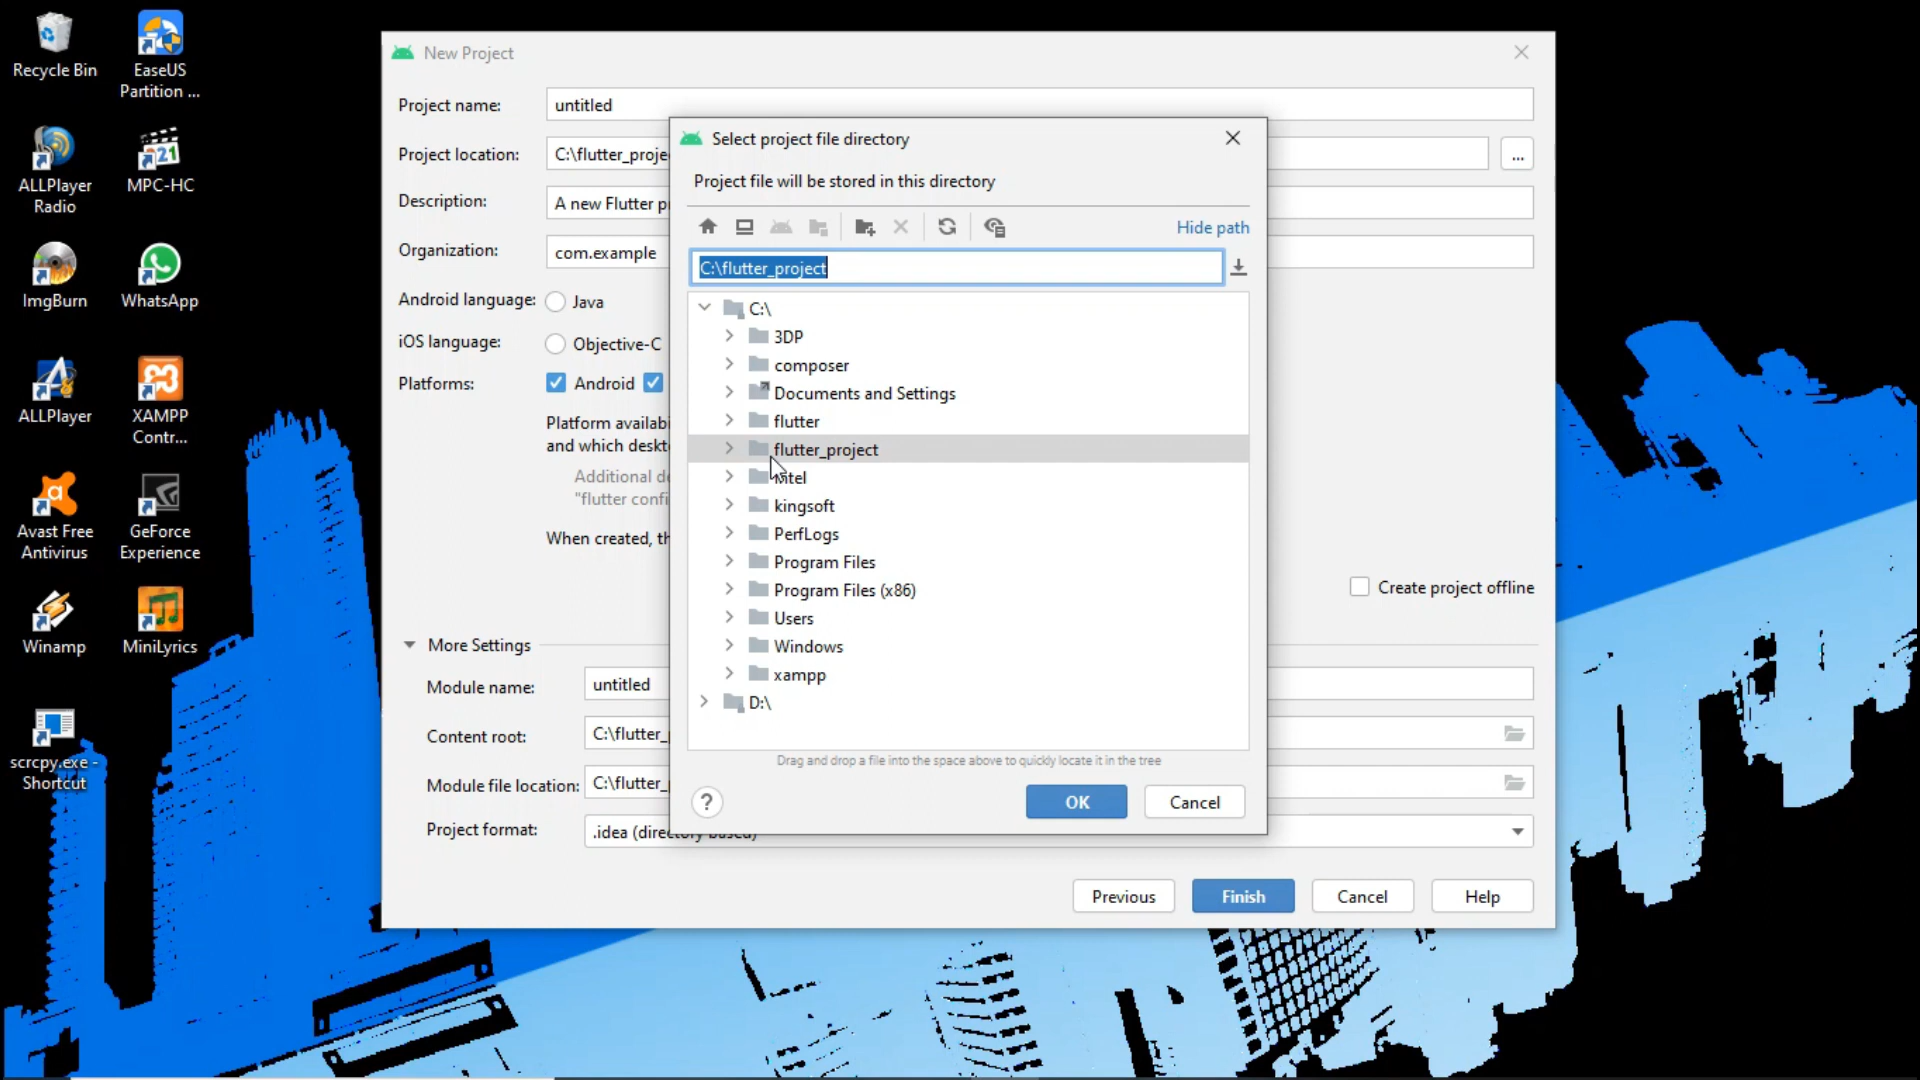 Recycle Bin
EaseUS
Partition ...
ALLPlayer
Radio
MPC-HC
ImgBurn
WhatsApp
ALLPlayer
XAMPP
Contr...
Avast Free
Antivirus
GeForce
Experience
Winamp
MiniLyrics
scrcpy.exe -
Shortcut
New Project
Project name:
untitled
Project location:
C:\flutter_proje
...
Description:
A new Flutter p
Organization:
com.example
Android language:
Java
iOS language:
Objective-C
Platforms:
Android
Platform availabi
and which deskt
Additional de
"flutter confi
When created, th
Create project offline
More Settings
Module name:
untitled
Content root:
C:\flutter_
Module file location:
C:\flutter_
Project format:
.idea (directory based)
Previous
Finish
Cancel
Help
Select project file directory
Project file will be stored in this directory
Hide path
C:\flutter_project
C:\
3DP
composer
Documents and Settings
flutter
flutter_project
Intel
kingsoft
PerfLogs
Program Files
Program Files (x86)
Users
Windows
xampp
D:\
Drag and drop a file into the space above to quickly locate it in the tree
?
OK
Cancel